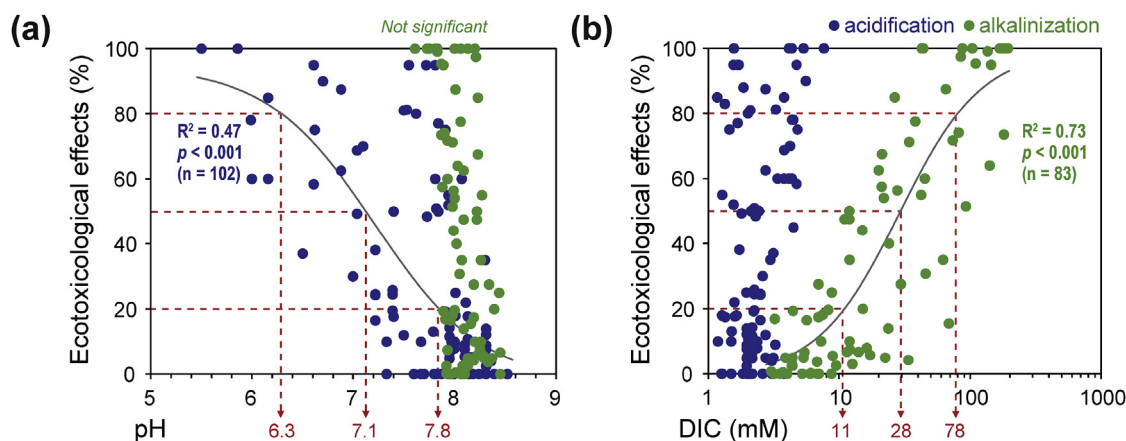 (a)
Not significant
Ecotoxicological effects (%)
100
80
60
40
20
0
R² = 0.47
p < 0.001
(n = 102)
5 6 7 8 9
pH
6.3 7.1 7.8
(b)
acidification alkalinization
Ecotoxicological effects (%)
100
80
60
40
20
0
R² = 0.73
p < 0.001
(n = 83)
1 10 100 1000
DIC (mM)
11 28 78